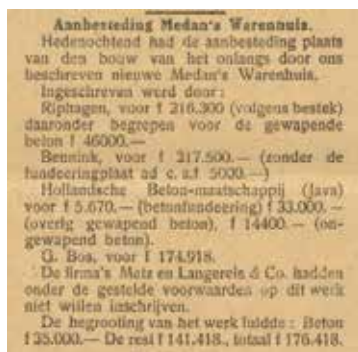 Aanbesteding Medan's Warenhuis.
Hedenochtend had de aanbesteding plaats
van den bouw van het onlangs door ons
beschreven nieuwe Medan's Warenhuis.
Ingeschreven werd door:
Riphagen, voor f 216.300 (volgens bestek)
daaronder begrepen voor de gewapende
beton f 46000.—
Bennink, voor f 217.500.— (zonder de
fundeeringplaat ad c. a. f 5000.—)
Hollandsche Beton-maatschappij (Java)
voor f 5.670.— (betonfundeering) f 33.000.—
(overig gewapend beton), f 14400.— (on-
gewapend beton).
G. Bos, voor f 174.918.
De firma's Motz en Langereis & Co. hadden
onder de gestelde voorwaarden op dit werk
niet willen inschrijven.
De begrooting van het werk luidde: Beton
f 35.000.— De rest f 141.418., totaal f 176.418.